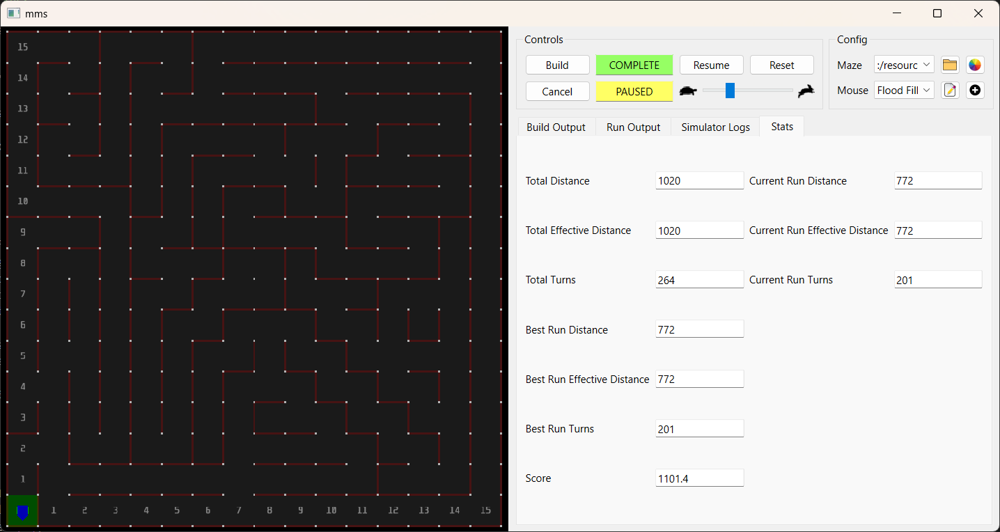 mms
Controls
Build COMPLETE Resume Reset
Cancel PAUSED
Config
Maze :/resourc
Mouse Flood Fill
Build Output Run Output Simulator Logs Stats
Total Distance 1020 Current Run Distance 772
Total Effective Distance 1020 Current Run Effective Distance 772
Total Turns 264 Current Run Turns 201
Best Run Distance 772
Best Run Effective Distance 772
Best Run Turns 201
Score 1101.4
15
14
13
12
11
10
9
8
7
6
5
4
3
2
1
1 2 3 4 5 6 7 8 9 10 11 12 13 14 15